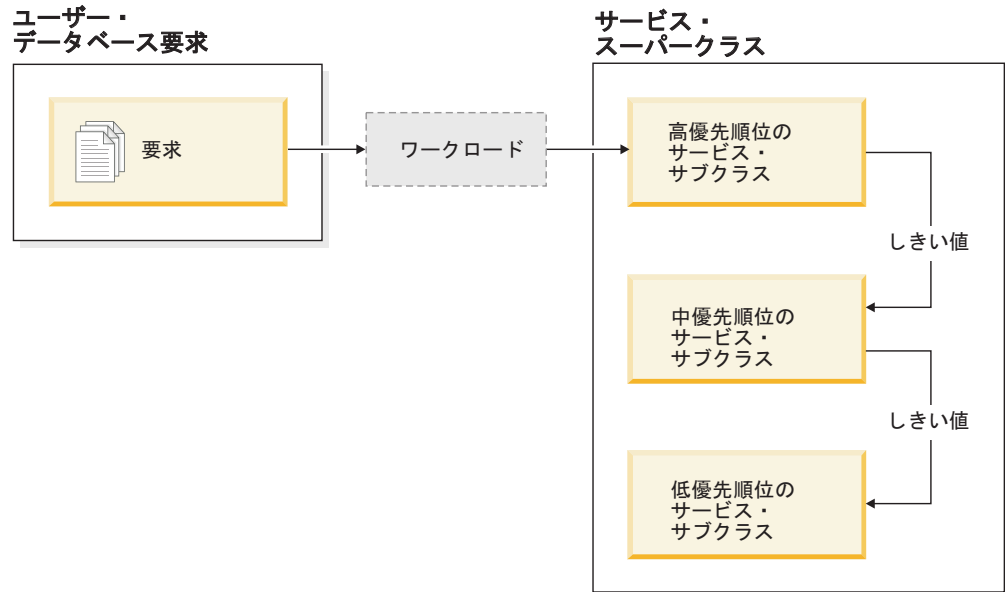 ユーザー・
データベース要求
要求
ワークロード
サービス・
スーパークラス
高優先順位の
サービス・
サブクラス
しきい値
中優先順位の
サービス・
サブクラス
しきい値
低優先順位の
サービス・
サブクラス